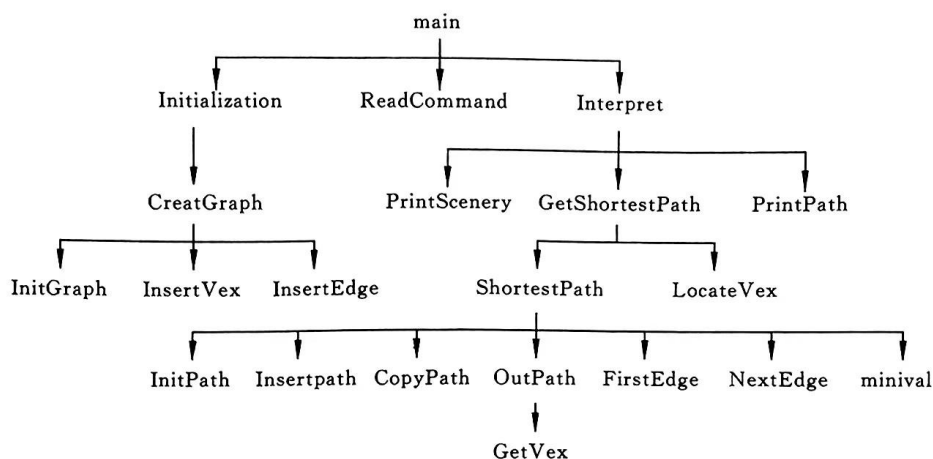 main
Initialization ReadCommand Interpret
CreatGraph PrintScenery GetShortestPath PrintPath
InitGraph InsertVex InsertEdge ShortestPath LocateVex
InitPath Insertpath CopyPath OutPath FirstEdge NextEdge minival
GetVex